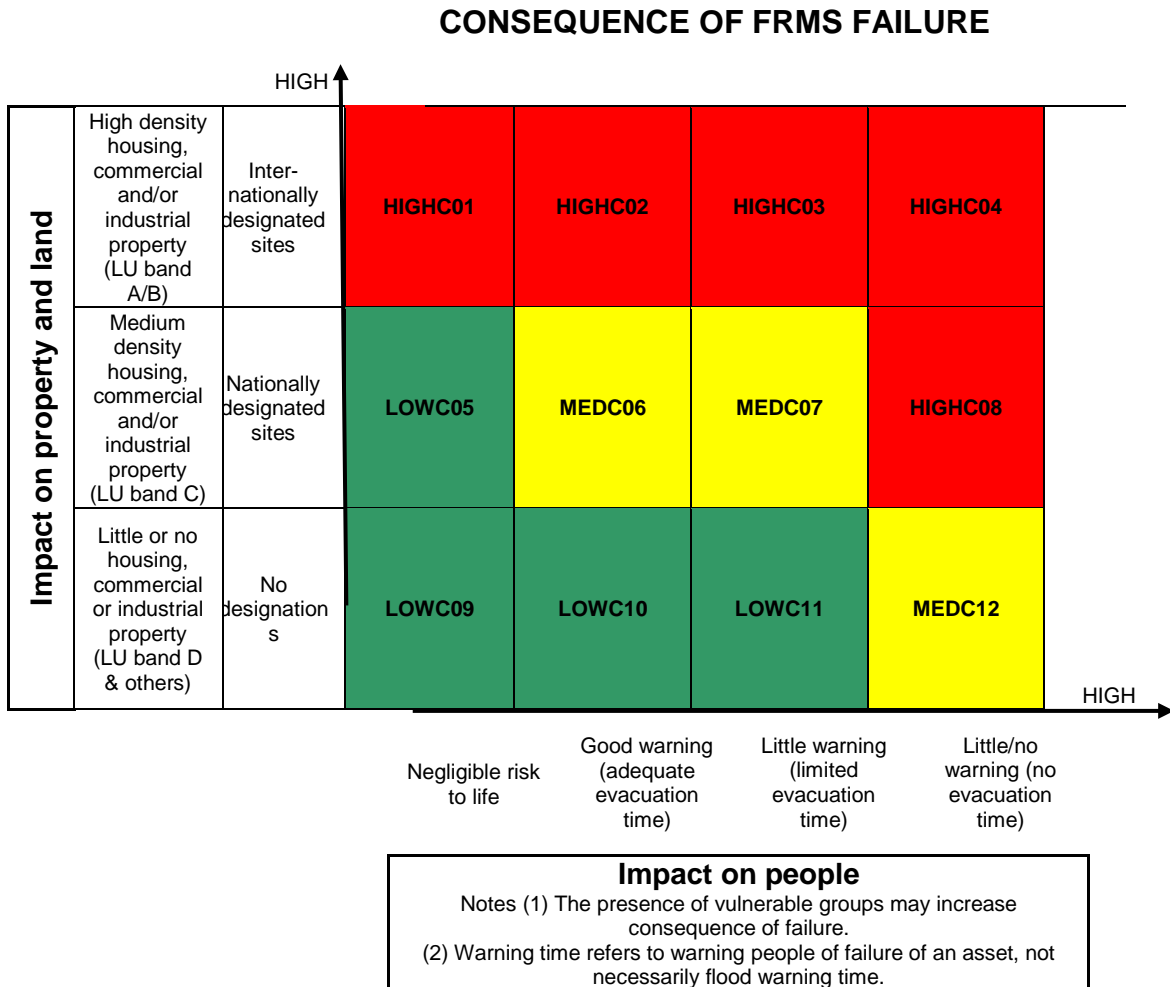 CONSEQUENCE OF FRMS FAILURE
HIGH
Impact on property and land
High density
housing,
commercial
and/or
industrial
property
(LU band
A/B)
Inter-
nationally
designated
sites
HIGHC01
HIGHC02
HIGHC03
HIGHC04
Medium
density
housing,
commercial
and/or
industrial
property
(LU band C)
Nationally
designated
sites
LOWC05
MEDC06
MEDC07
HIGHC08
Little or no
housing,
commercial
or industrial
property
(LU band D
& others)
No
designation
s
LOWC09
LOWC10
LOWC11
MEDC12
HIGH
Negligible risk
to life
Good warning
(adequate
evacuation
time)
Little warning
(limited
evacuation
time)
Little/no
warning (no
evacuation
time)
Impact on people
Notes (1) The presence of vulnerable groups may increase
consequence of failure.
(2) Warning time refers to warning people of failure of an asset, not
necessarily flood warning time.